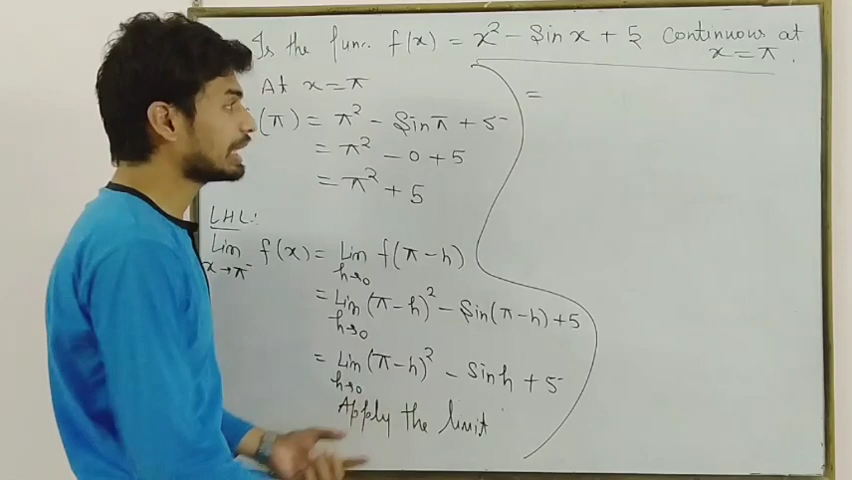 Is the func. f(x) = x² - Sin x + 5 continuous at
x = π.
At x = π
(π) = π² - Sin π + 5
= π² - 0 + 5
= π² + 5
LHL:
Lim x→π⁻ f(x) = Lim h→0 f(π-h)
= Lim h→0 (π-h)² - Sin(π-h) + 5
= Lim h→0 (π-h)² - Sin h + 5
Apply the limit
=